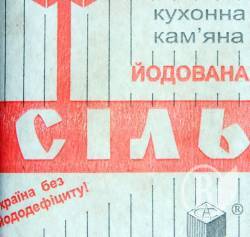 кухонна
кам'яна
ЙОДОВАНА
СІЛЬ
країна без
йододефіциту!